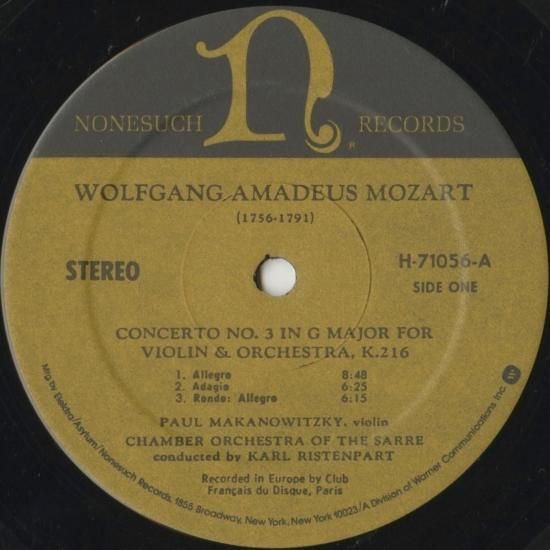 n
NONESUCH RECORDS
®
WOLFGANG AMADEUS MOZART
(1756-1791)
STEREO
H-71056-A
SIDE ONE
CONCERTO NO. 3 IN G MAJOR FOR
VIOLIN & ORCHESTRA, K.216
1. Allegro 8:48
2. Adagio 6:25
3. Rondo: Allegro 6:15
PAUL MAKANOWITZKY, violin
CHAMBER ORCHESTRA OF THE SARRE
conducted by KARL RISTENPART
Recorded in Europe by Club
Français du Disque, Paris
Mfg by Elektra/Asylum/Nonesuch Records, 1855 Broadway, New York, New York 10023/A Division of Warner Communications Inc.